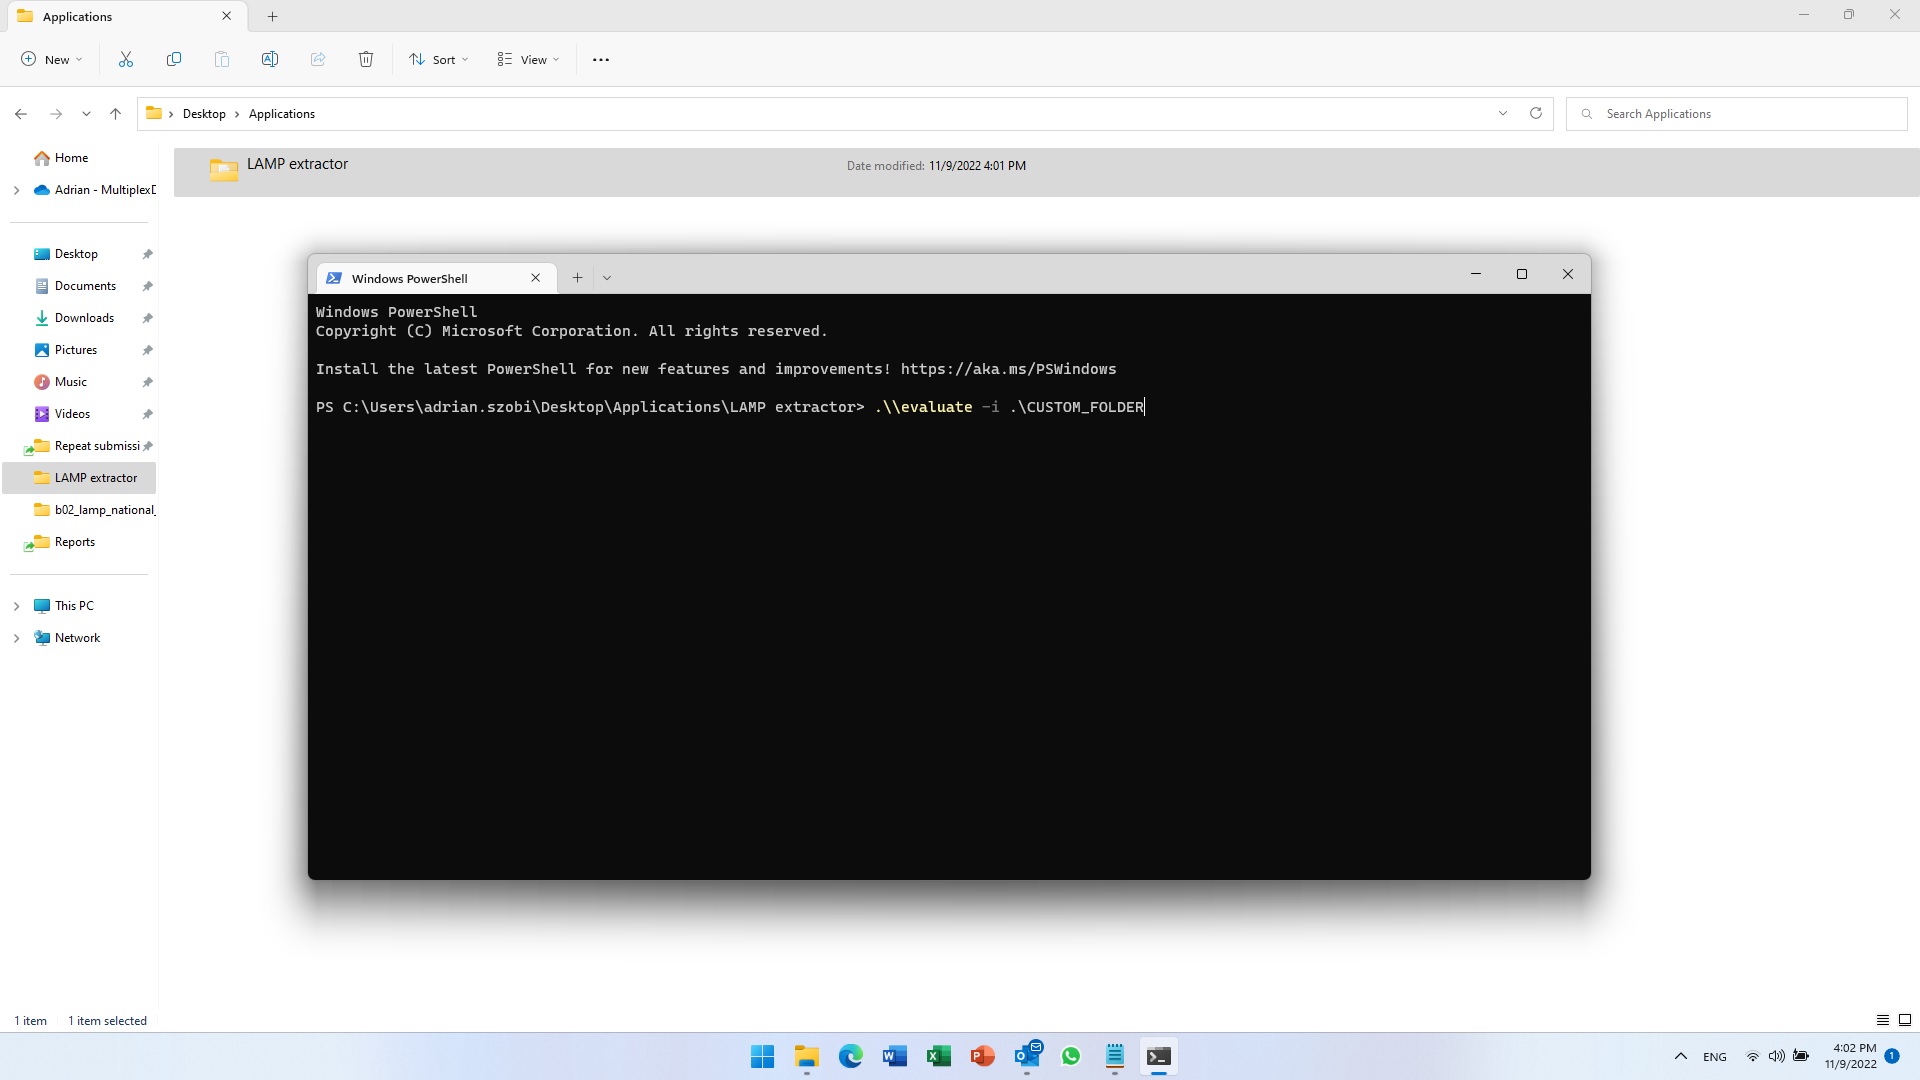 Applications
New
Sort
View
Desktop
Applications
Search Applications
Home
Adrian - Multiplex
Desktop
Documents
Downloads
Pictures
Music
Videos
Repeat submissi
LAMP extractor
b02_lamp_national_
Reports
This PC
Network
LAMP extractor
Date modified: 11/9/2022 4:01 PM
Windows PowerShell
Windows PowerShell
Copyright (C) Microsoft Corporation. All rights reserved.
Install the latest PowerShell for new features and improvements! https://aka.ms/PSWindows
PS C:\Users\adrian.szobi\Desktop\Applications\LAMP extractor> .\\evaluate -i .\CUSTOM_FOLDER
1 item
1 item selected
ENG
4:02 PM
11/9/2022
1